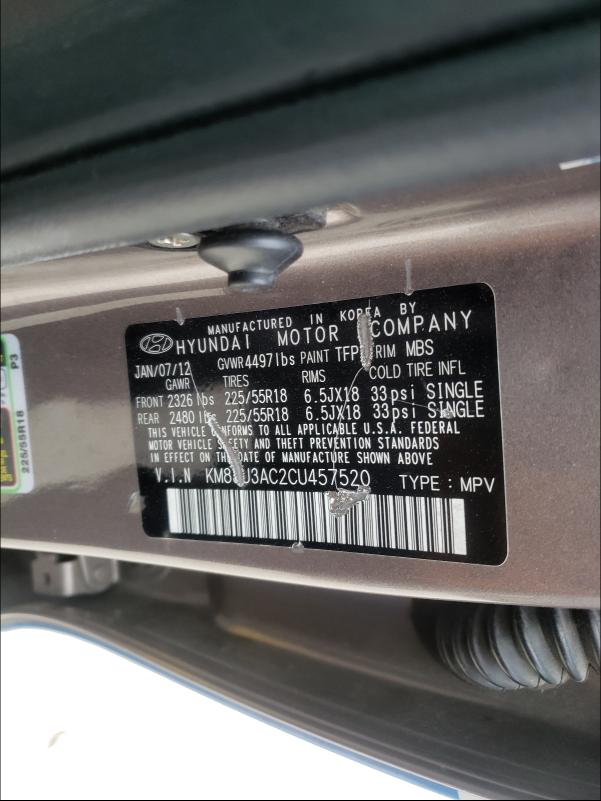 MANUFACTURED IN KOREA BY
HYUNDAI MOTOR COMPANY
JAN/07/12 GVWR 4497lbs PAINT TFP TRIM MBS
GAWR TIRES RIMS COLD TIRE INFL
FRONT 2326 lbs 225/55R18 6.5JX18 33psi SINGLE
REAR 2480 lbs 225/55R18 6.5JX18 33psi SINGLE
THIS VEHICLE CONFORMS TO ALL APPLICABLE U.S.A. FEDERAL
MOTOR VEHICLE SAFETY AND THEFT PREVENTION STANDARDS
IN EFFECT ON THE DATE OF MANUFACTURE SHOWN ABOVE
V.I.N TYPE : MPV
P3
225/55R18